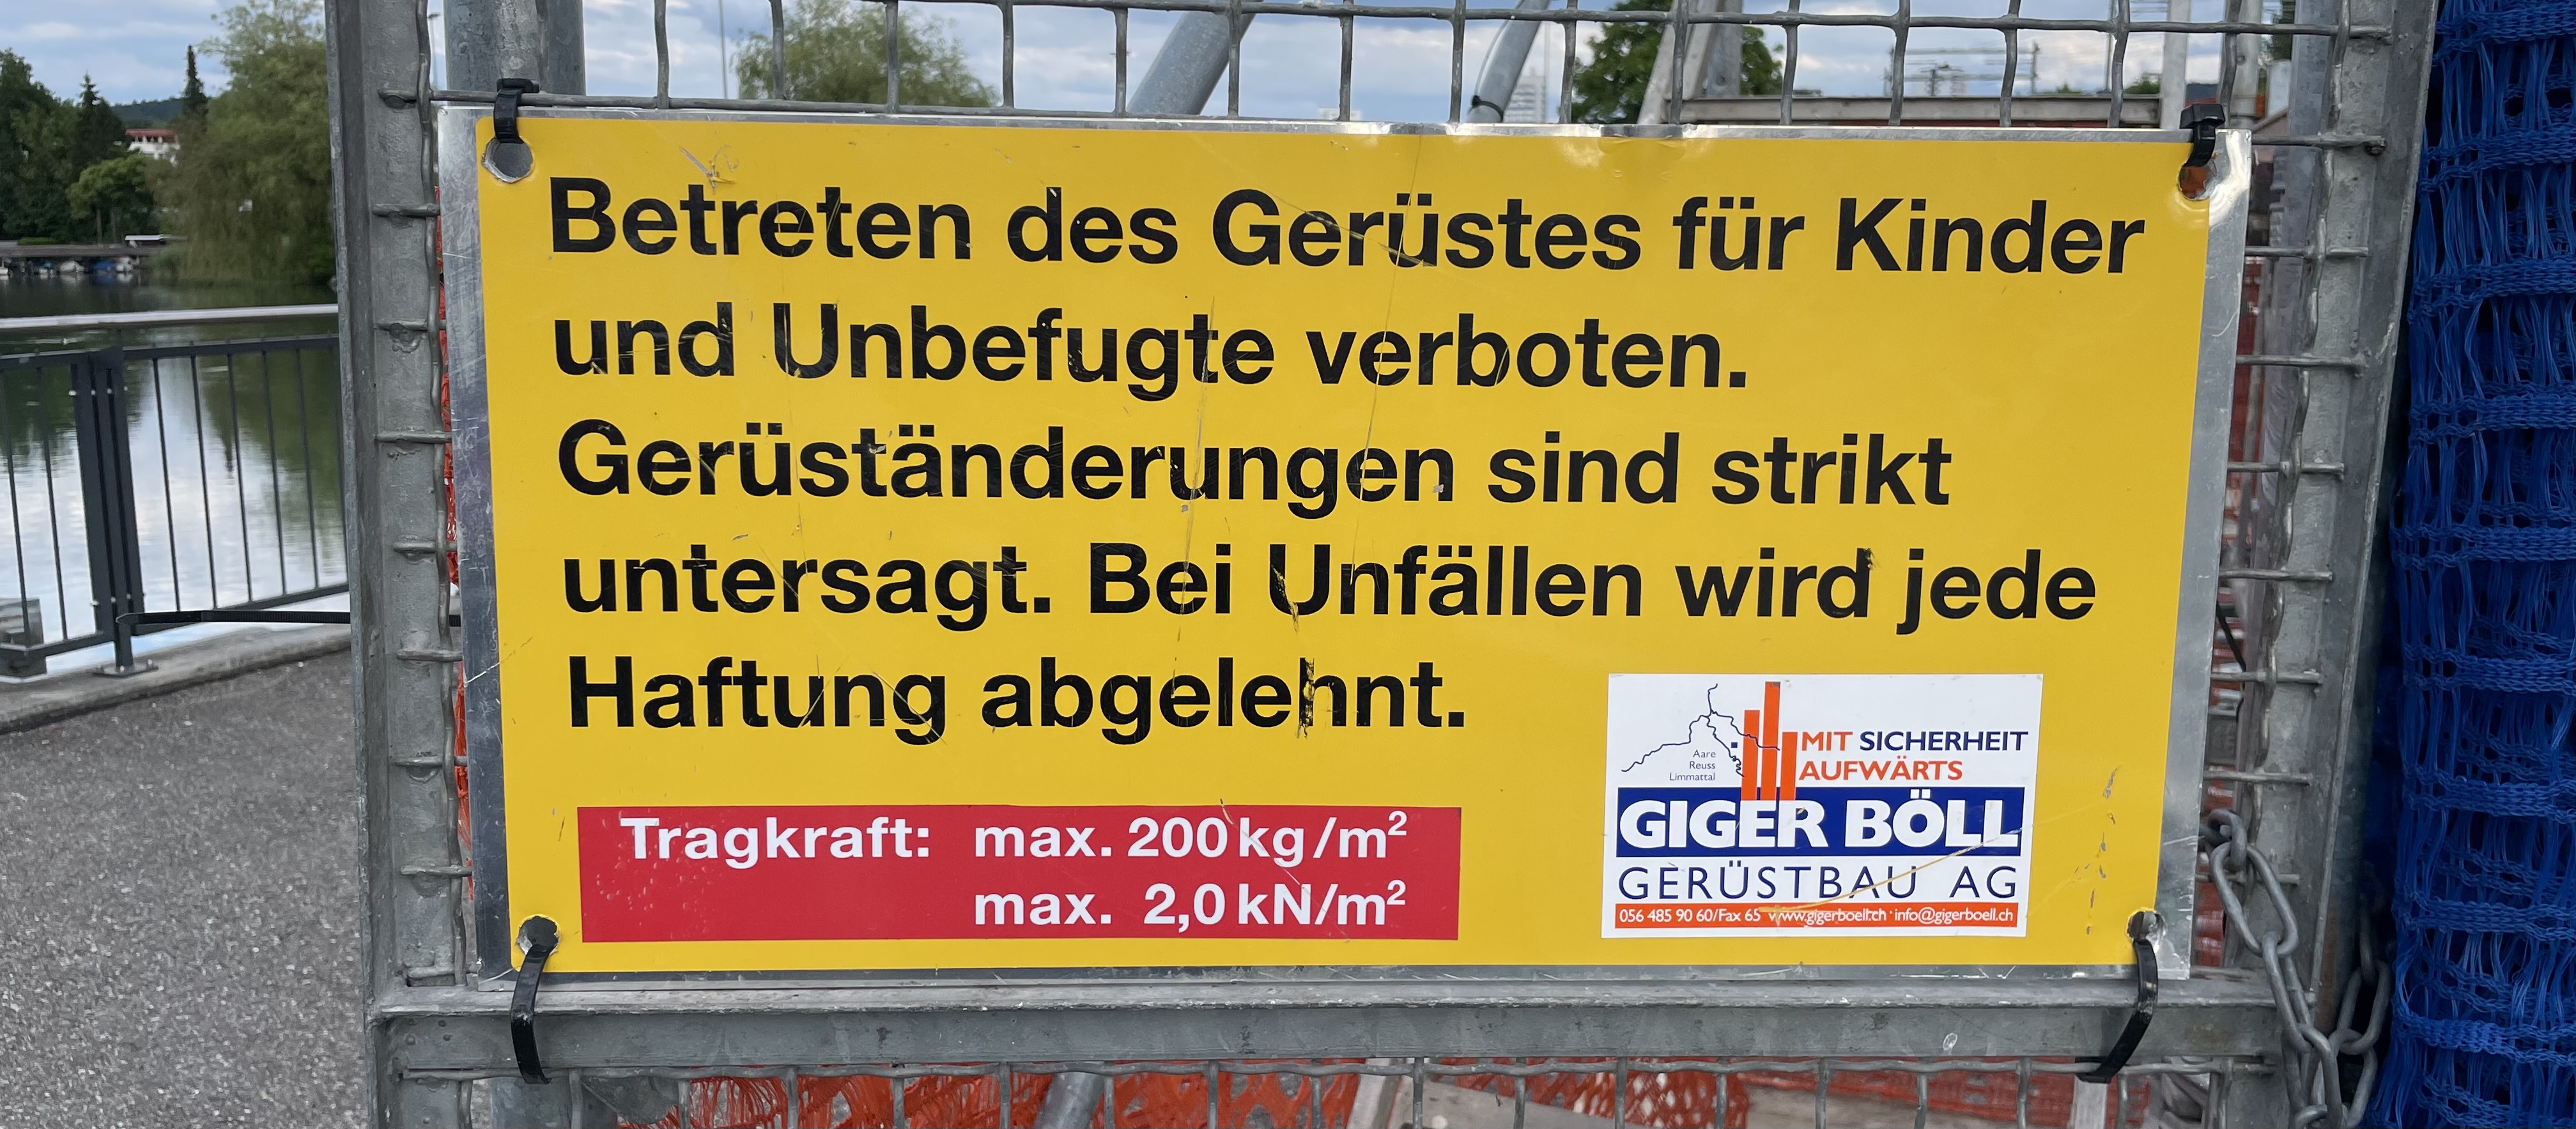 Betreten des Gerüstes für Kinder
und Unbefugte verboten.
Gerüständerungen sind strikt
untersagt. Bei Unfällen wird jede
Haftung abgelehnt.
Tragkraft: max. 200 kg/m²
max. 2,0 kN/m²
Aare
Reuss
Limmattal
MIT SICHERHEIT
AUFWÄRTS
GIGER BÖLL
GERÜSTBAU AG
056 485 90 60/Fax 65 www.gigerboell.ch · info@gigerboell.ch